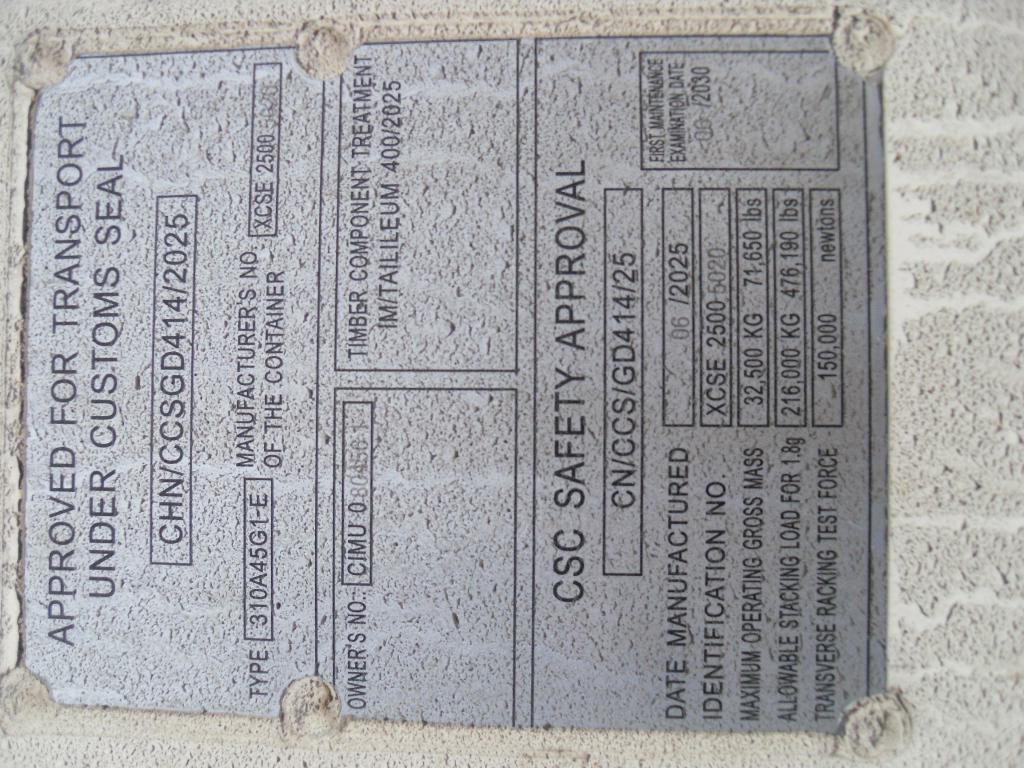 APPROVED FOR TRANSPORT
UNDER CUSTOMS SEAL
CHN/CCSGD414/2025
TYPE 310A45G1-E MANUFACTURER'S NO.
OF THE CONTAINER XCSE 2500
OWNER'S NO.: CIMU
TIMBER COMPONENT TREATMENT
IM/TAILILEUM 400/2025
CSC SAFETY APPROVAL
CN/CCS/GD414/25
DATE MANUFACTURED 06 /2025
IDENTIFICATION NO. XCSE 2500 5020
MAXIMUM OPERATING GROSS MASS 32,500 KG 71,650 lbs
ALLOWABLE STACKING LOAD FOR 1.8g 216,000 KG 476,190 lbs
TRANSVERSE RACKING TEST FORCE 150,000 newtons
FIRST MAINTENANCE
EXAMINATION DATE
06 /2030